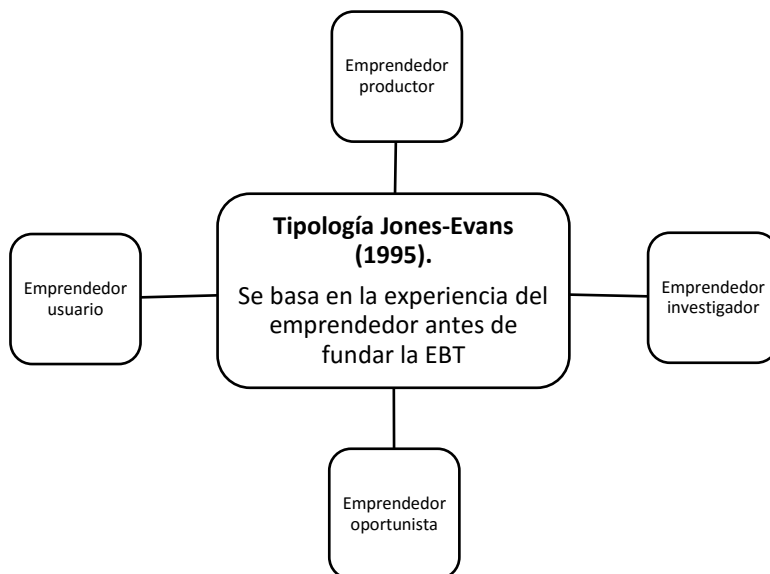 Emprendedor
productor
Tipología Jones-Evans
(1995).
Se basa en la experiencia del
emprendedor antes de
fundar la EBT
Emprendedor
usuario
Emprendedor
investigador
Emprendedor
oportunista